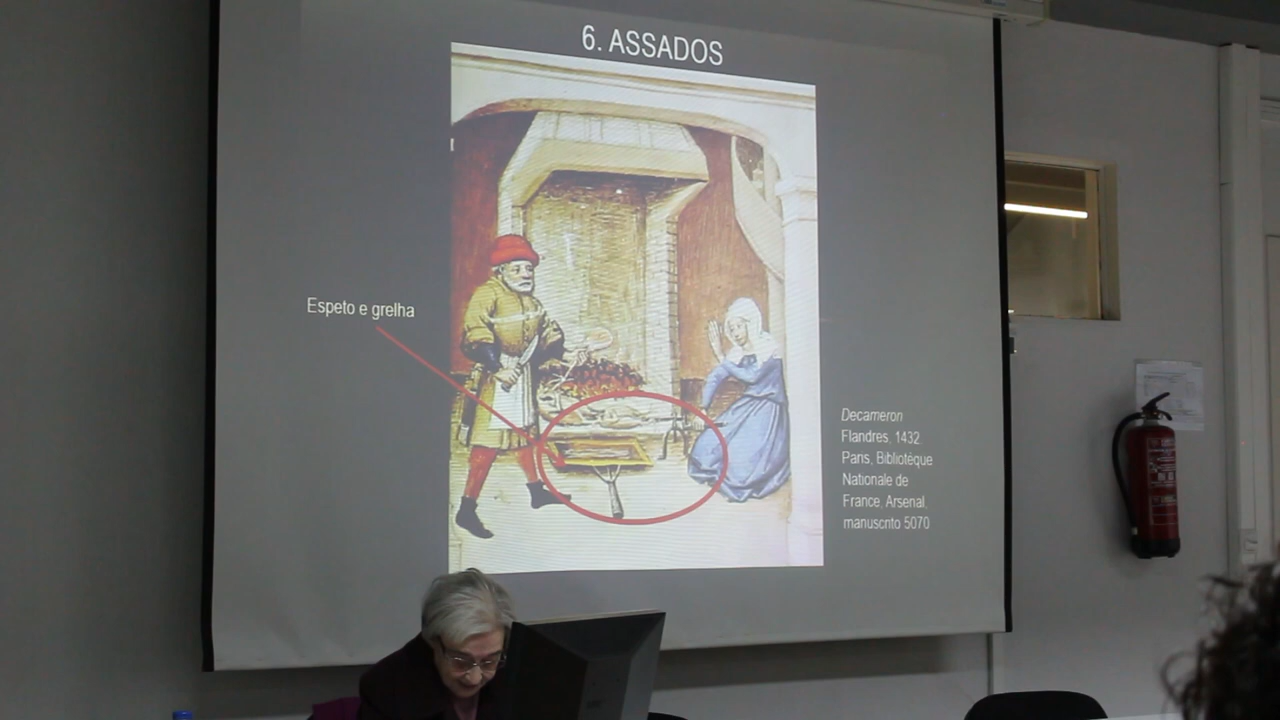 6. ASSADOS
Espeto e grelha
Decameron
Flandres, 1432
Paris, Bibliotéque
Nationale de
France, Arsenal,
manuscrito 5070